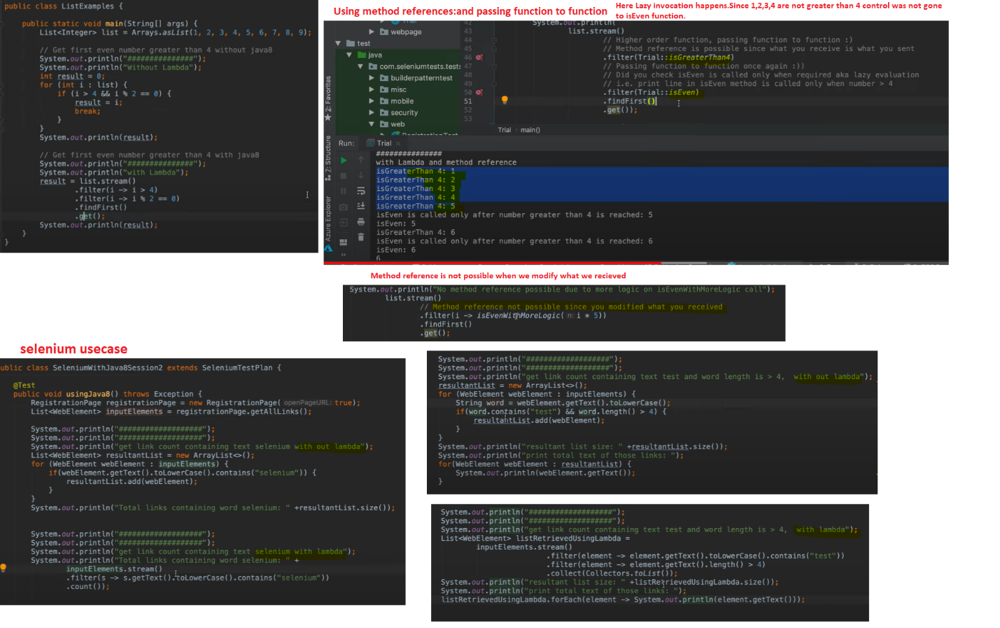 public class ListExamples {
public static void main(String[] args) {
List<Integer> list = Arrays.asList(1, 2, 3, 4, 5, 6, 7, 8, 9);
// Get first even number greater than 4 without java8
System.out.println("###############");
System.out.println("Without Lambda");
int result = 0;
for (int i : list) {
if (i > 4 && i % 2 == 0) {
result = i;
break;
}
}
System.out.println(result);
// Get first even number greater than 4 with java8
System.out.println("###############");
System.out.println("with Lambda");
result = list.stream()
.filter(i -> i > 4)
.filter(i -> i % 2 == 0)
.findFirst()
.get();
System.out.println(result);
}
}
Using method references:and passing function to function
Here Lazy invocation happens.Since 1,2,3,4 are not greater than 4 control was not gone
to isEven function.
Trial
webpage
test
java
com.seleniumtests.tests
builderpatterntest
misc
mobile
security
web
RegistrationTest
2: Favorites
7: Structure
Azure Explorer
42 System.out.println(
43 list.stream()
44 // Higher order function, passing function to function :)
45 // Method reference is possible since what you receive is what you sent
46 .filter(Trial::isGreaterThan4)
47 // Passing function to function once again :))
48 // Did you check isEven is called only when required aka lazy evaluation
49 // i.e. print line in isEven method is called only when number > 4
50 .filter(Trial::isEven)
51 .findFirst()
52 .get());
53
Trial › main()
Run: Trial ×
###############
with Lambda and method reference
isGreaterThan 4: 1
isGreaterThan 4: 2
isGreaterThan 4: 3
isGreaterThan 4: 4
isGreaterThan 4: 5
isEven is called only after number greater than 4 is reached: 5
isEven: 5
isGreaterThan 4: 6
isEven is called only after number greater than 4 is reached: 6
isEven: 6
6
Method reference is not possible when we modify what we recieved
System.out.println("No method reference possible due to more logic on isEvenWithMoreLogic call");
list.stream()
// Method reference not possible since you modified what you received
.filter(i -> isEvenWithMoreLogic( n: i * 5))
.findFirst()
.get();
selenium usecase
ublic class SeleniumWithJava8Session2 extends SeleniumTestPlan {
@Test
public void usingJava8() throws Exception {
RegistrationPage registrationPage = new RegistrationPage( openPageURL: true);
List<WebElement> inputElements = registrationPage.getAllLinks();
System.out.println("###################");
System.out.println("###################");
System.out.println("get link count containing text selenium with out lambda");
List<WebElement> resultantList = new ArrayList<>();
for (WebElement webElement : inputElements) {
if(webElement.getText().toLowerCase().contains("selenium")) {
resultantList.add(webElement);
}
}
System.out.println("Total links containing word selenium: " +resultantList.size());
System.out.println("###################");
System.out.println("###################");
System.out.println("get link count containing text selenium with lambda");
System.out.println("Total links containing word selenium: " +
inputElements.stream()
.filter(s -> s.getText().toLowerCase().contains("selenium"))
.count());
System.out.println("###################");
System.out.println("###################");
System.out.println("get link count containing text test and word length is > 4, with out lambda");
resultantList = new ArrayList<>();
for (WebElement webElement : inputElements) {
String word = webElement.getText().toLowerCase();
if(word.contains("test") && word.length() > 4) {
resultantList.add(webElement);
}
}
System.out.println("resultant list size: " +resultantList.size());
System.out.println("print total text of those links: ");
for(WebElement webElement : resultantList) {
System.out.println(webElement.getText());
}
System.out.println("###################");
System.out.println("###################");
System.out.println("get link count containing text test and word length is > 4, with lambda");
List<WebElement> listRetrievedUsingLambda =
inputElements.stream()
.filter(element -> element.getText().toLowerCase().contains("test"))
.filter(element -> element.getText().length() > 4)
.collect(Collectors.toList());
System.out.println("resultant list size: " +listRetrievedUsingLambda.size());
System.out.println("print total text of those links: ");
listRetrievedUsingLambda.forEach(element -> System.out.println(element.getText()));